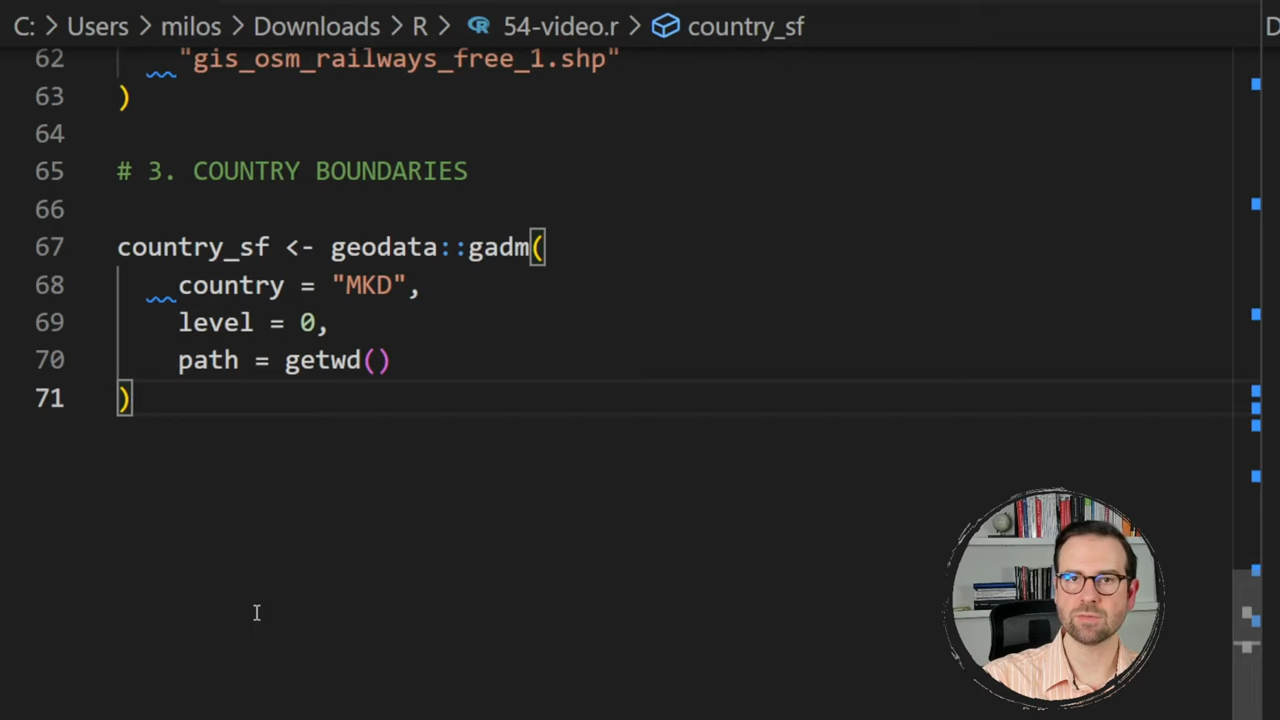 C: > Users > milos > Downloads > R > 54-video.r > country_sf
62 "gis_osm_railways_free_1.shp"
63 )
64
65 # 3. COUNTRY BOUNDARIES
66
67 country_sf <- geodata::gadm(
68 country = "MKD",
69 level = 0,
70 path = getwd()
71 )